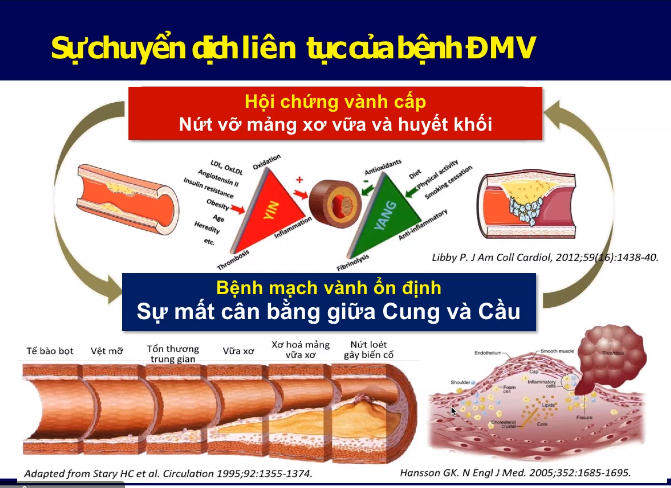 Sự chuyển dịch liên tục của bệnh ĐMV
Hội chứng vành cấp
Nứt vỡ mảng xơ vữa và huyết khối
LDL, OxLDL
Angiotensin II
Insulin resistance
Obesity
Age
Heredity
etc.
Oxidation
Inflammation
Thrombosis
YIN
+
-
Antioxidants
Diet
Physical activity
Smoking cessation
Anti-inflammatory
Fibrinolysis
YANG
Libby P. J Am Coll Cardiol, 2012;59(16):1438-40.
Bệnh mạch vành ổn định
Sự mất cân bằng giữa Cung và Cầu
Tế bào bọt
Vệt mỡ
Tổn thương
trung gian
Vữa xơ
Xơ hoá mảng
vữa xơ
Nứt loét
gây biến cố
Endothelium
Smooth muscle
Thrombus
Cap
Shoulder
Foam
cell
Inflammatory
cells
Lipids
Cholesterol
crystal
Core
Fissure
Adapted from Stary HC et al. Circulation 1995;92:1355-1374.
Hansson GK. N Engl J Med. 2005;352:1685-1695.